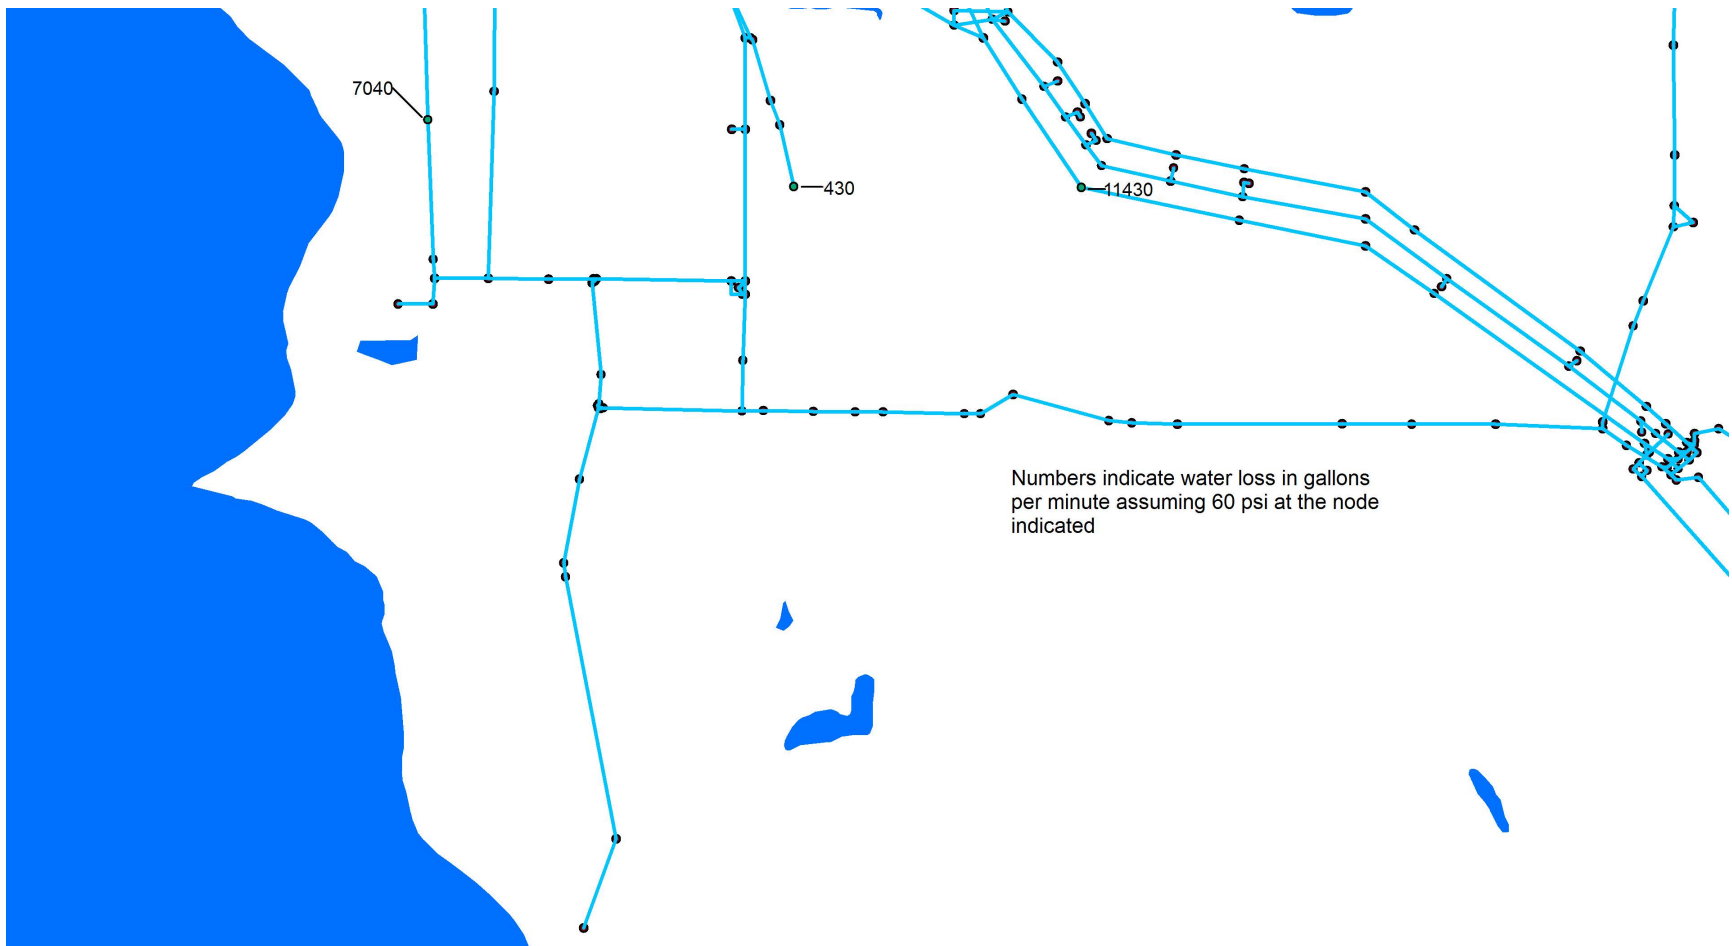 7040
430
11430
Numbers indicate water loss in gallons
per minute assuming 60 psi at the node
indicated